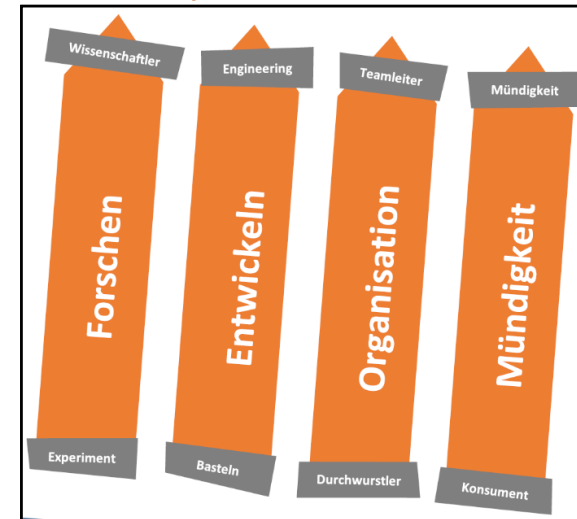 Wissenschaftler
Engineering
Teamleiter
Mündigkeit
Forschen
Entwickeln
Organisation
Mündigkeit
Experiment
Basteln
Durchwurstler
Konsument